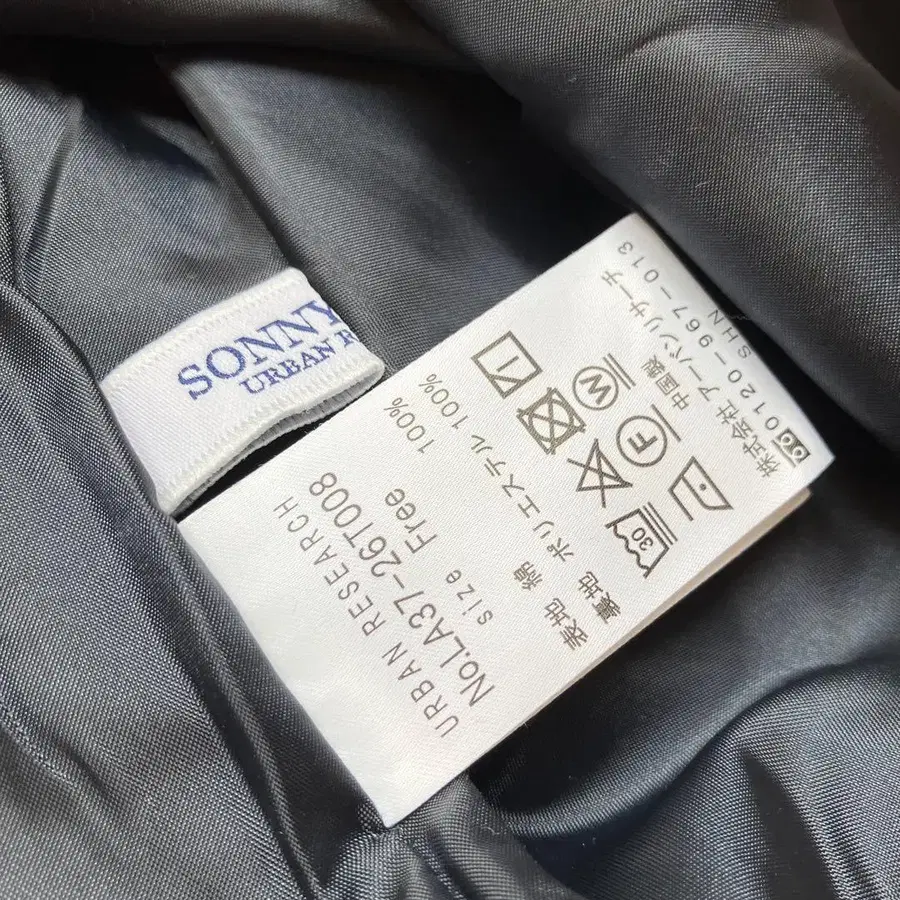 SONNY
URBAN R
URBAN RESEARCH
No.LA37-26T008
size Free
表地 綿 100%
裏地 ポリエステル 100%
30
W
F
中国製
株式会社アーバンリサーチ
0120-967-013
SHN